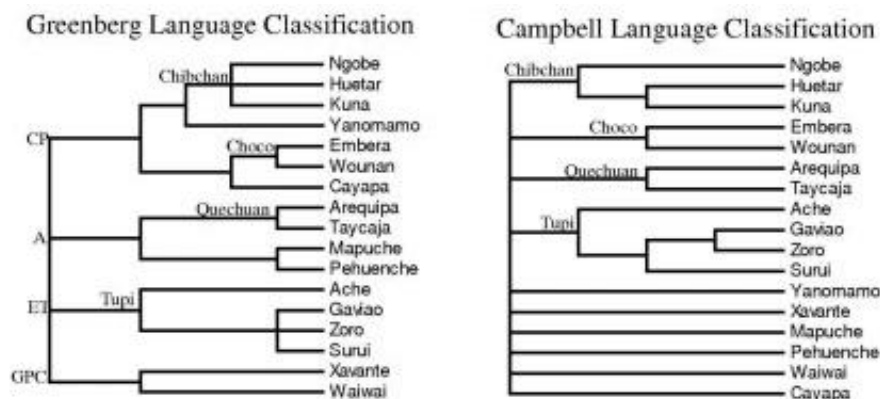 Greenberg Language Classification
Chibchan
Ngobe
Huetar
Kuna
Yanomamo
CP
Choco
Embera
Wounan
Cayapa
Quechuan
Arequipa
Taycaja
A
Mapuche
Pehuenche
Tupi
Ache
ET
Gaviao
Zoro
Surui
GPC
Xavante
Waiwai
Campbell Language Classification
Chibchan
Ngobe
Huetar
Kuna
Choco
Embera
Wounan
Quechuan
Arequipa
Taycaja
Tupi
Ache
Gaviao
Zoro
Surui
Yanomamo
Xavante
Mapuche
Pehuenche
Waiwai
Cayapa